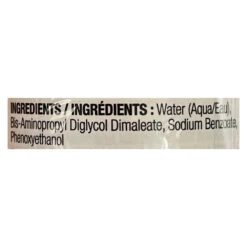 INGREDIENTS / INGRÉDIENTS : Water (Aqua/Eau),
Bis-Aminopropyl Diglycol Dimaleate, Sodium Benzoate,
Phenoxyethanol